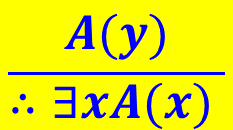 A(y)
∴ ∃xA(x)